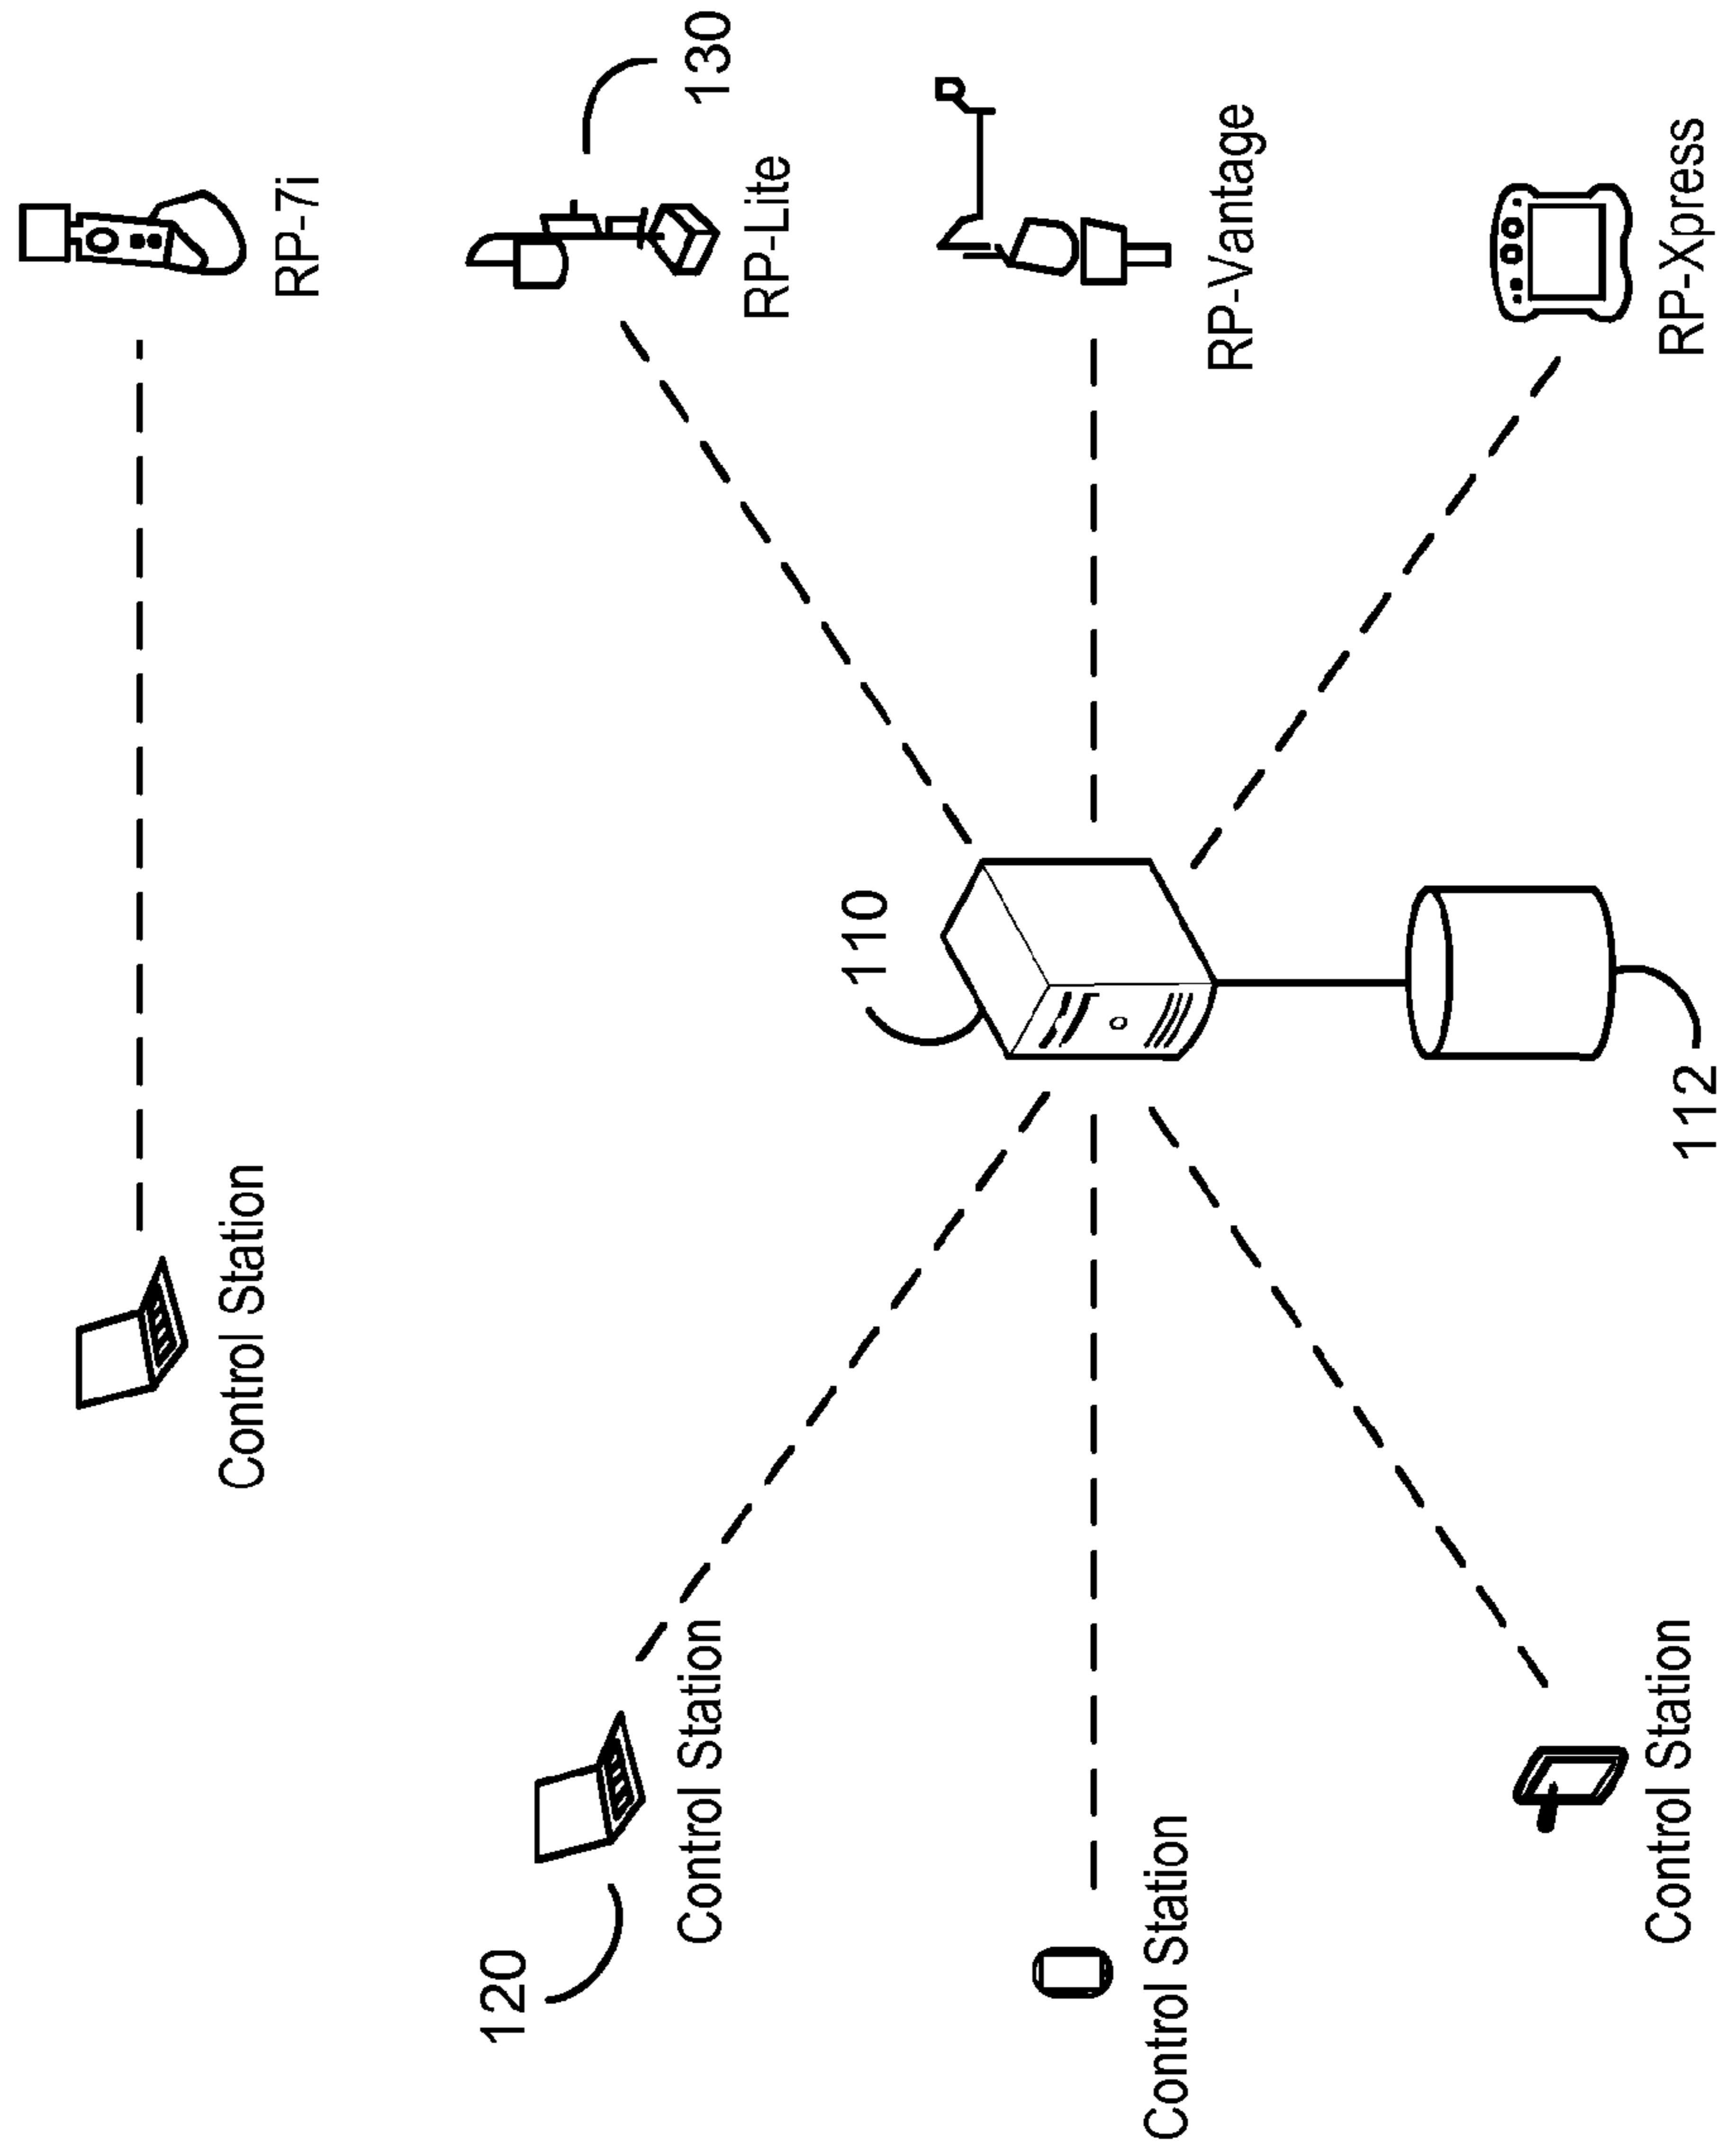 Control Station
RP-7i
120
Control Station
130
RP-Lite
110
Control Station
RP-Vantage
Control Station
112
RP-Xpress